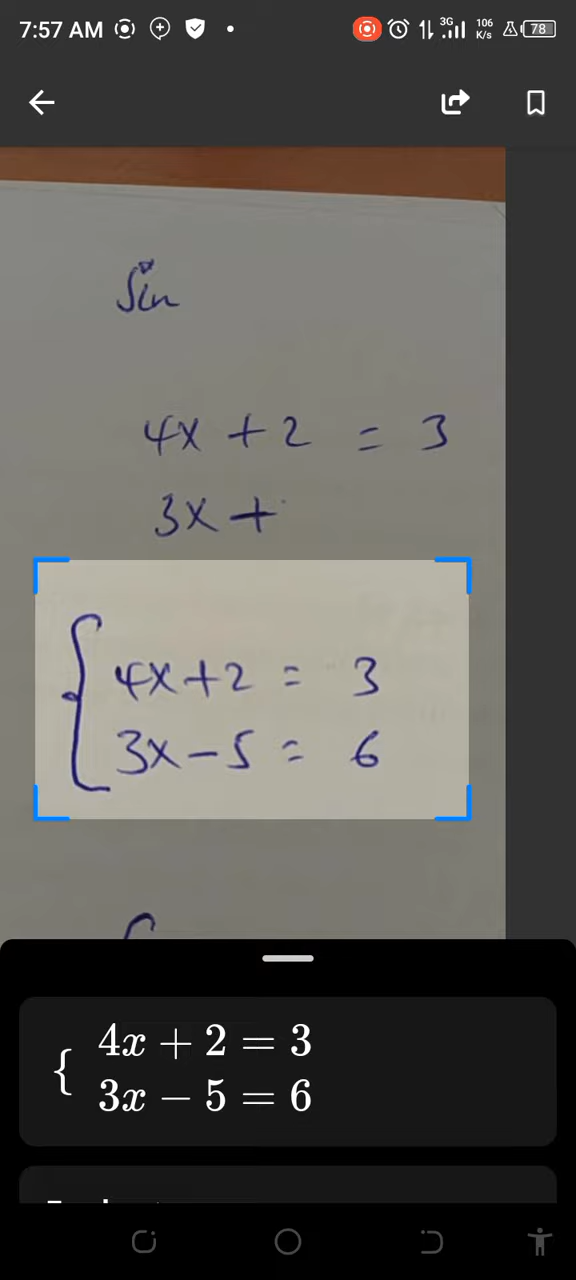 7:57 AM
3G
106 K/s
78
Sin
4x + 2 = 3
3x +
4x + 2 = 3
3x - 5 = 6
{ 4x + 2 = 3
3x − 5 = 6